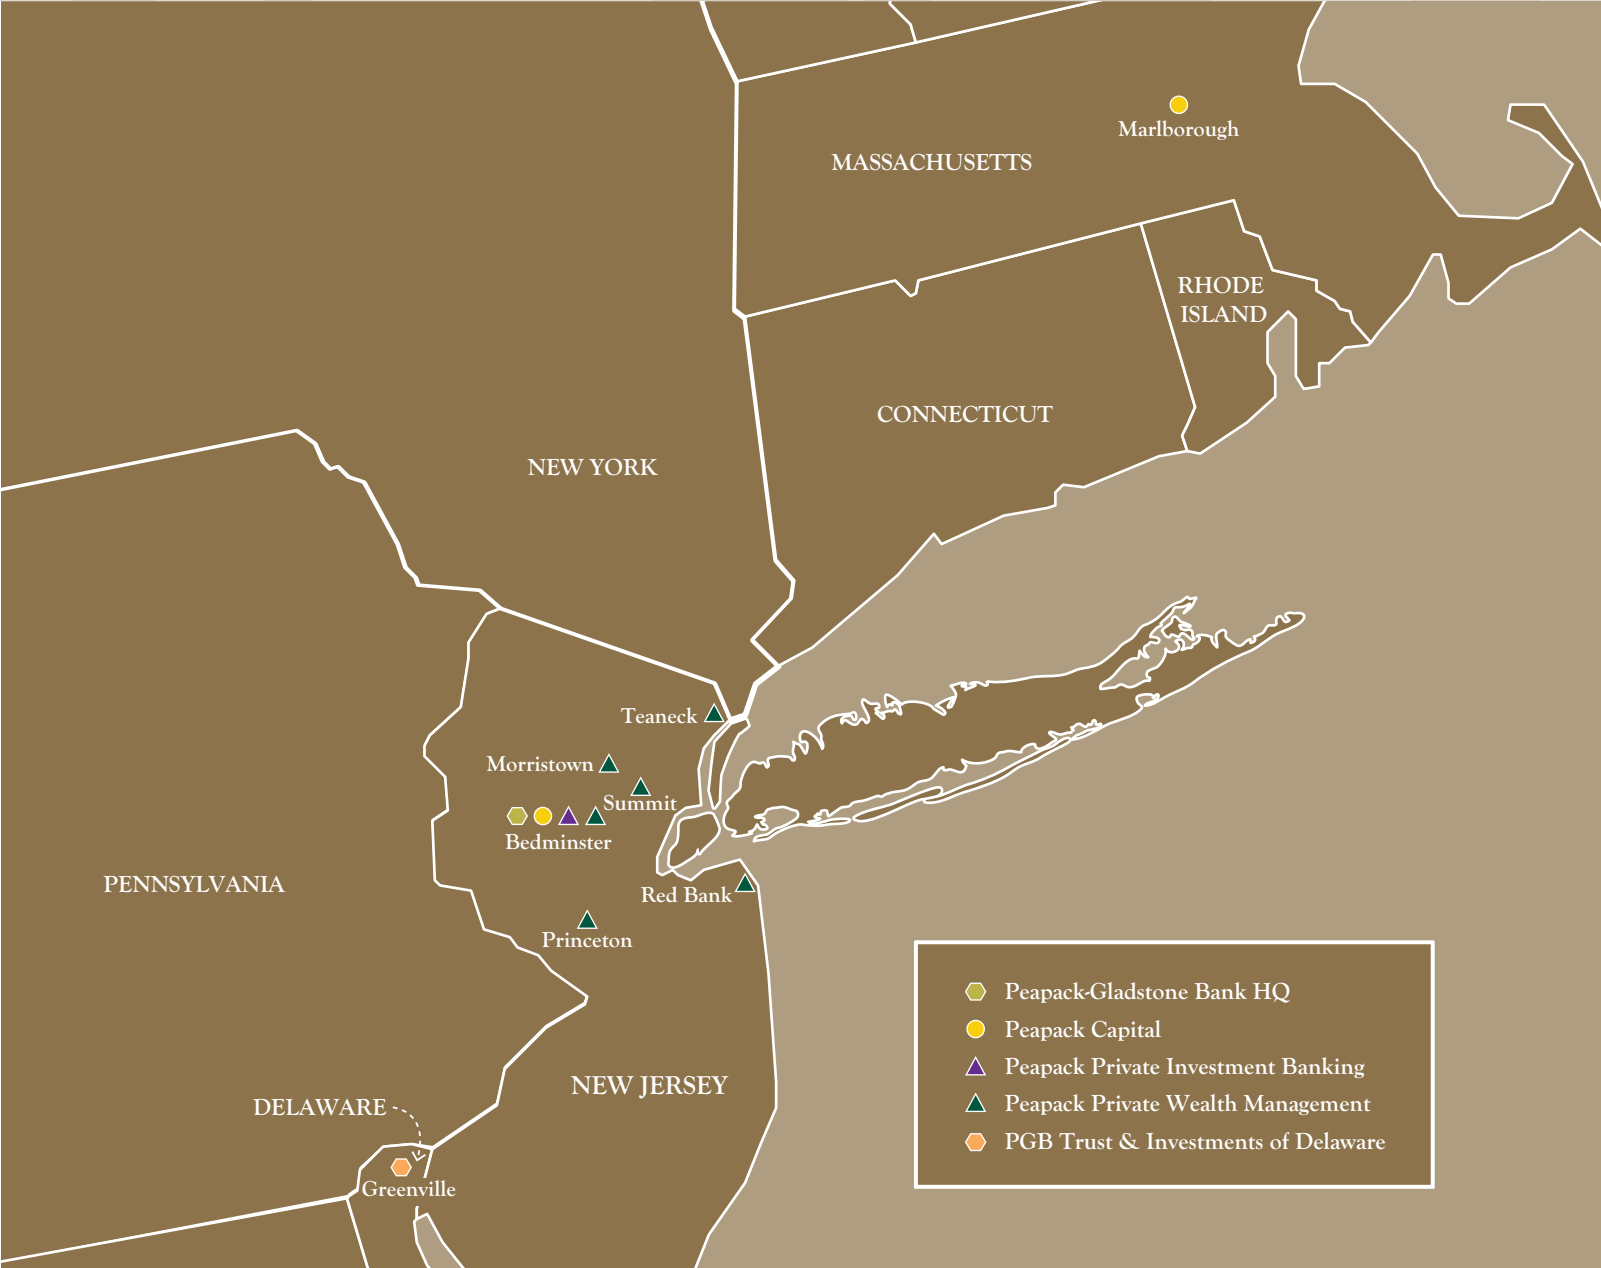 Marlborough
MASSACHUSETTS
RHODE
ISLAND
CONNECTICUT
NEW YORK
Teaneck
Morristown
Summit
Bedminster
PENNSYLVANIA
Red Bank
Princeton
NEW JERSEY
DELAWARE
Greenville
Peapack-Gladstone Bank HQ
Peapack Capital
Peapack Private Investment Banking
Peapack Private Wealth Management
PGB Trust & Investments of Delaware